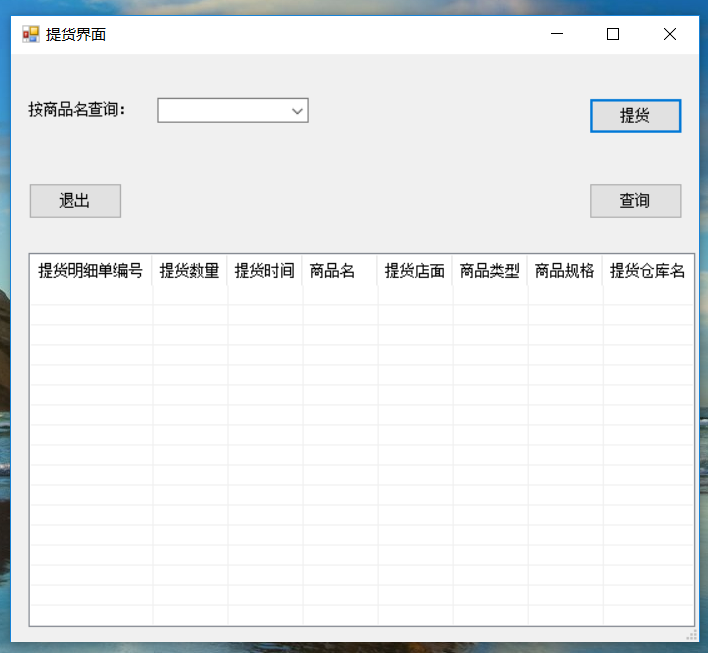 提货界面
按商品名查询：
提货
退出
查询
提货明细单编号 提货数量 提货时间 商品名 提货店面 商品类型 商品规格 提货仓库名